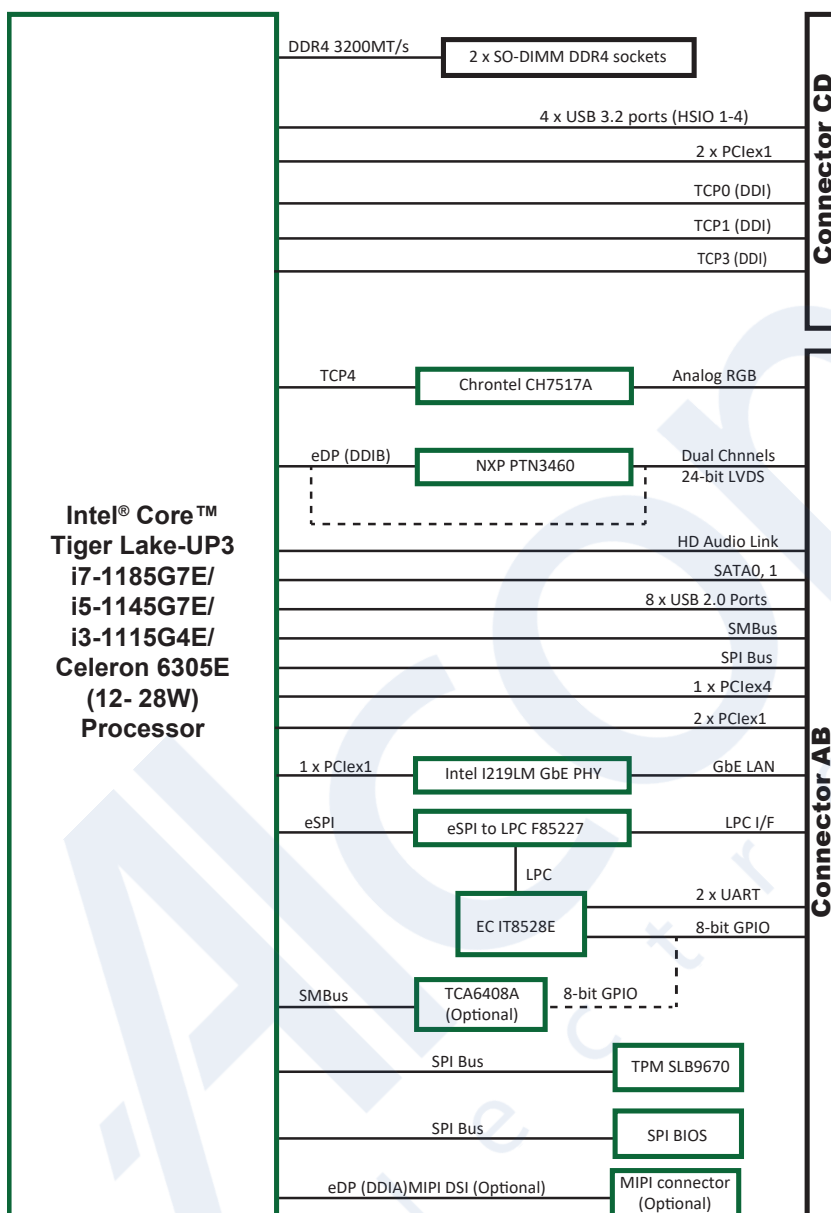 DDR4 3200MT/s
2 x SO-DIMM DDR4 sockets
4 x USB 3.2 ports (HSIO 1-4)
2 x PCIex1
TCP0 (DDI)
TCP1 (DDI)
TCP3 (DDI)
Connector CD
TCP4
Chrontel CH7517A
Analog RGB
eDP (DDIB)
NXP PTN3460
Dual Chnnels
24-bit LVDS
Intel® Core™
Tiger Lake-UP3
i7-1185G7E/
i5-1145G7E/
i3-1115G4E/
Celeron 6305E
(12- 28W)
Processor
HD Audio Link
SATA0, 1
8 x USB 2.0 Ports
SMBus
SPI Bus
1 x PCIex4
2 x PCIex1
1 x PCIex1
Intel I219LM GbE PHY
GbE LAN
eSPI
eSPI to LPC F85227
LPC I/F
LPC
EC IT8528E
2 x UART
8-bit GPIO
Connector AB
SMBus
TCA6408A
(Optional)
8-bit GPIO
SPI Bus
TPM SLB9670
SPI Bus
SPI BIOS
eDP (DDIA)MIPI DSI (Optional)
MIPI connector
(Optional)